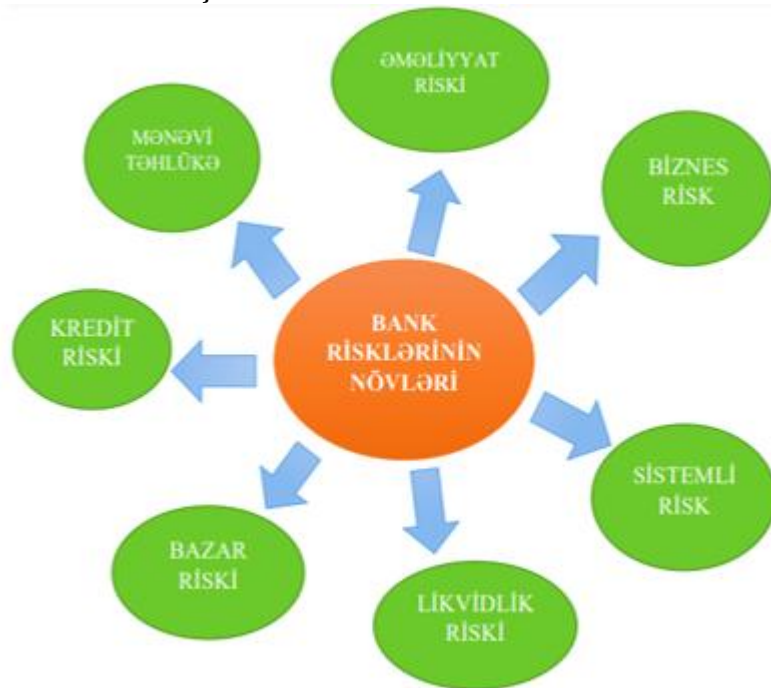 ƏMƏLİYYAT
RİSKİ
MƏNƏVİ
TƏHLÜKƏ
BİZNES
RİSK
KREDİT
RİSKİ
BANK
RİSKLƏRİNİN
NÖVLƏRİ
SİSTEMLİ
RİSK
BAZAR
RİSKİ
LİKVİDLİK
RİSKİ